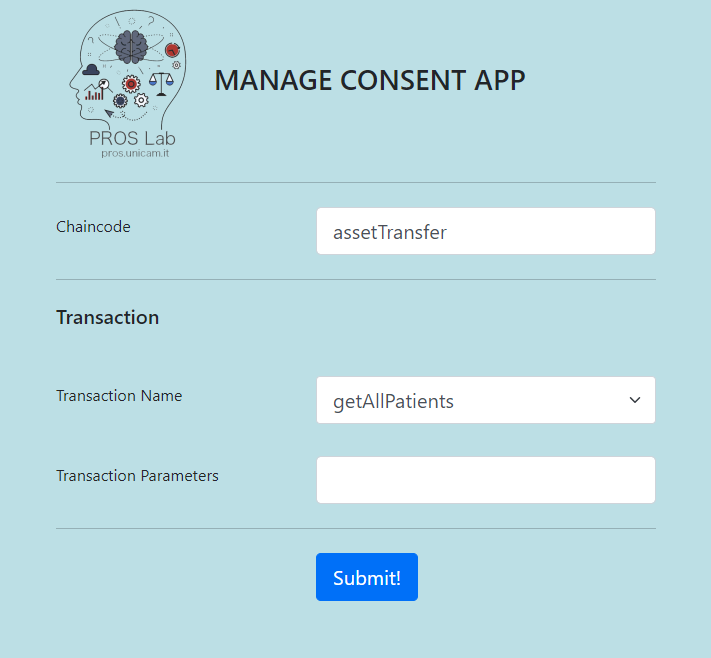 PROS Lab
pros.unicam.it
MANAGE CONSENT APP
Chaincode
assetTransfer
Transaction
Transaction Name
getAllPatients
Transaction Parameters
Submit!